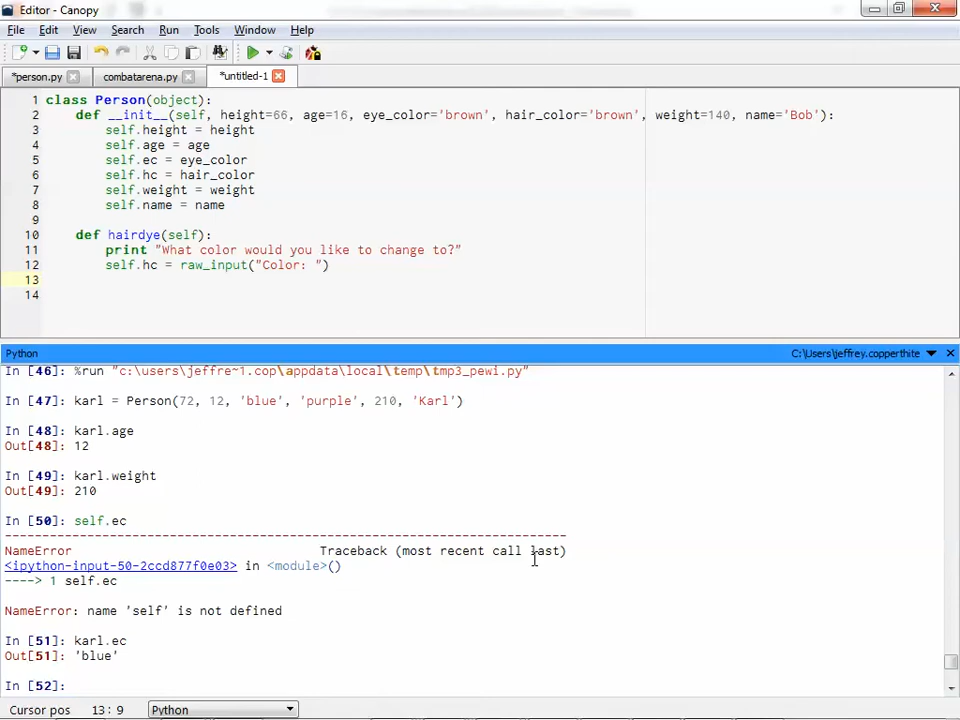 Editor - Canopy
File Edit View Search Run Tools Window Help
*person.py combatarena.py *untitled-1
1 class Person(object):
2     def __init__(self, height=66, age=16, eye_color='brown', hair_color='brown', weight=140, name='Bob'):
3         self.height = height
4         self.age = age
5         self.ec = eye_color
6         self.hc = hair_color
7         self.weight = weight
8         self.name = name
9
10     def hairdye(self):
11         print "What color would you like to change to?"
12         self.hc = raw_input("Color: ")
13
14
Python C:\Users\jeffrey.copperthite
In [46]: %run "c:\users\jeffre~1.cop\appdata\local\temp\tmp3_pewi.py"
In [47]: karl = Person(72, 12, 'blue', 'purple', 210, 'Karl')
In [48]: karl.age
Out[48]: 12
In [49]: karl.weight
Out[49]: 210
In [50]: self.ec
---------------------------------------------------------------------------
NameError Traceback (most recent call last)
<ipython-input-50-2ccd877f0e03> in <module>()
----> 1 self.ec
NameError: name 'self' is not defined
In [51]: karl.ec
Out[51]: 'blue'
In [52]:
Cursor pos 13: 9 Python